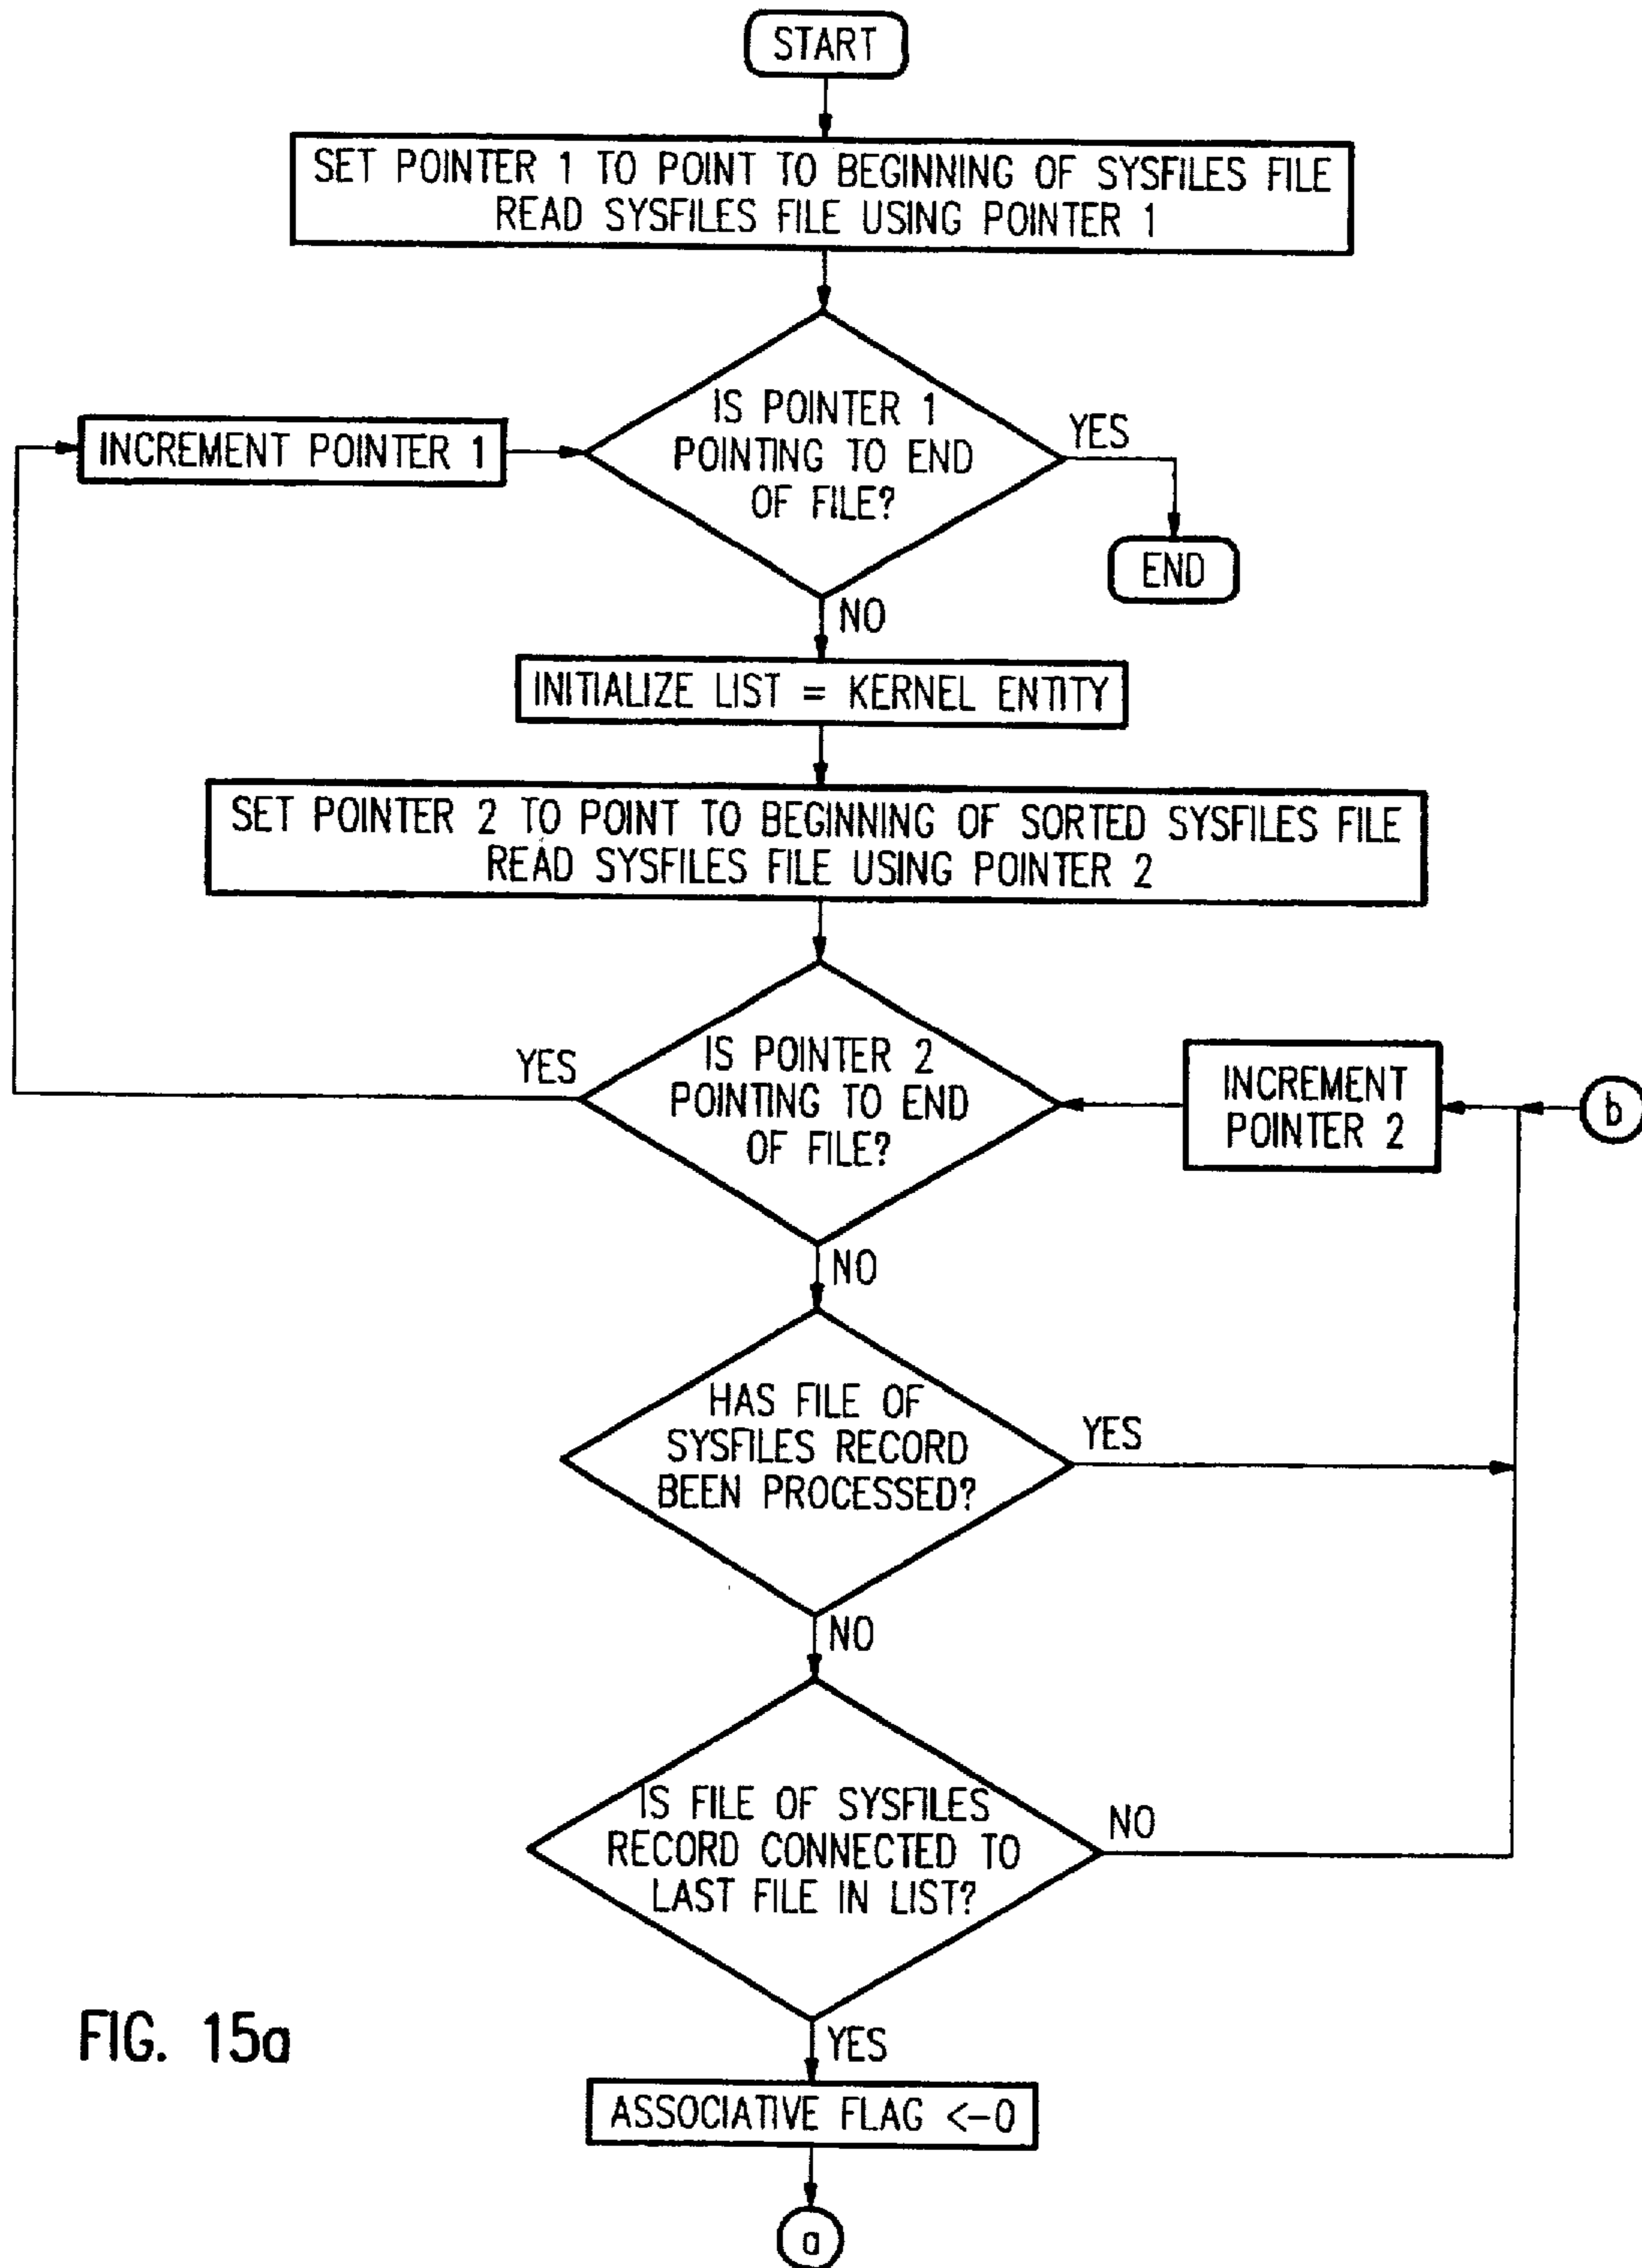 START
SET POINTER 1 TO POINT TO BEGINNING OF SYSFILES FILE
READ SYSFILES FILE USING POINTER 1
IS POINTER 1
POINTING TO END
OF FILE?
INCREMENT POINTER 1
YES
END
NO
INITIALIZE LIST = KERNEL ENTITY
SET POINTER 2 TO POINT TO BEGINNING OF SORTED SYSFILES FILE
READ SYSFILES FILE USING POINTER 2
YES
IS POINTER 2
POINTING TO END
OF FILE?
INCREMENT
POINTER 2
b
NO
HAS FILE OF
SYSFILES RECORD
BEEN PROCESSED?
YES
NO
IS FILE OF SYSFILES
RECORD CONNECTED TO
LAST FILE IN LIST?
NO
YES
ASSOCIATIVE FLAG <-0
a
FIG. 15a